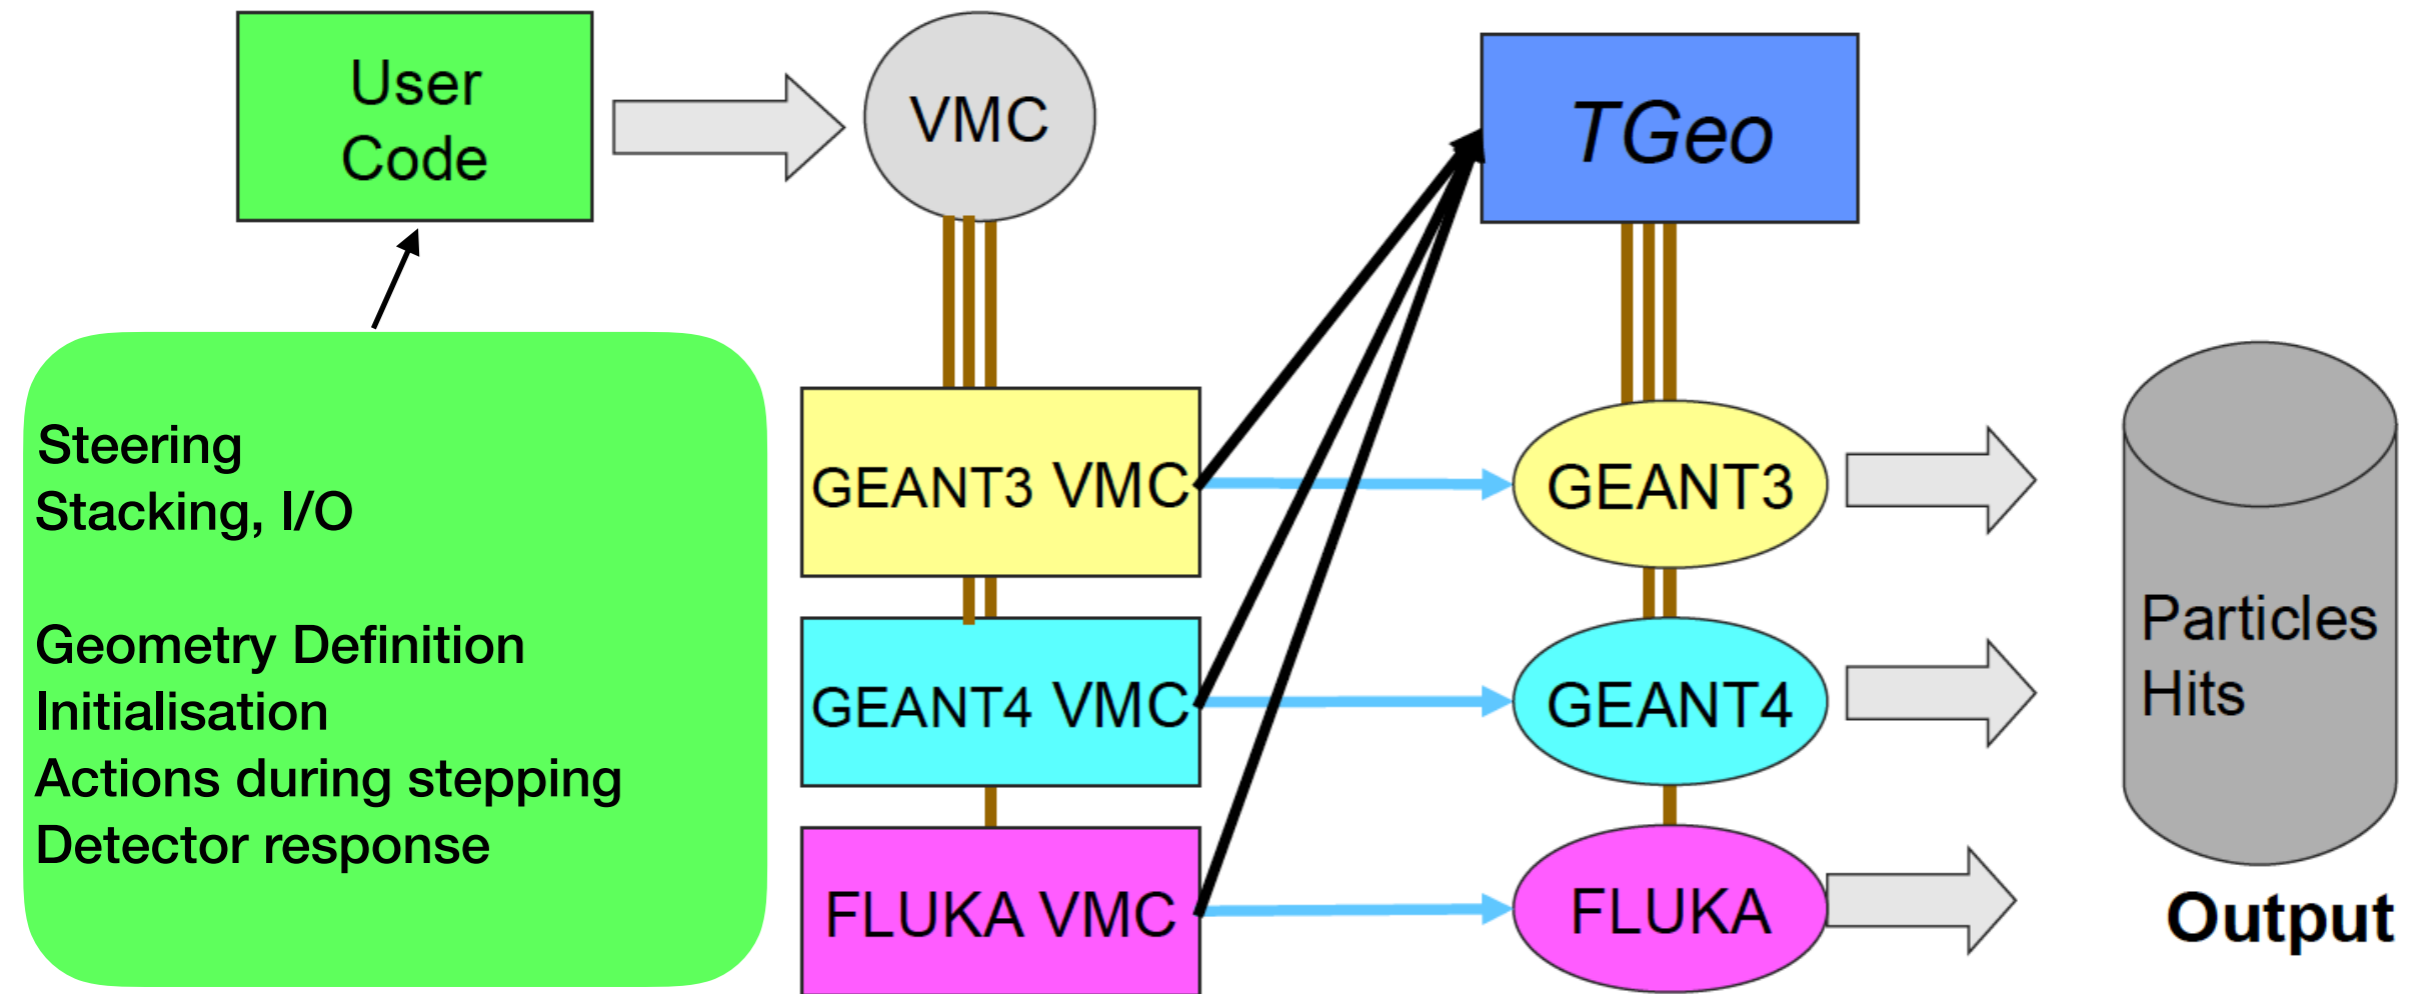 User
Code
VMC
TGeo
Steering
Stacking, I/O
Geometry Definition
Initialisation
Actions during stepping
Detector response
GEANT3 VMC
GEANT3
GEANT4 VMC
GEANT4
FLUKA VMC
FLUKA
Particles
Hits
Output